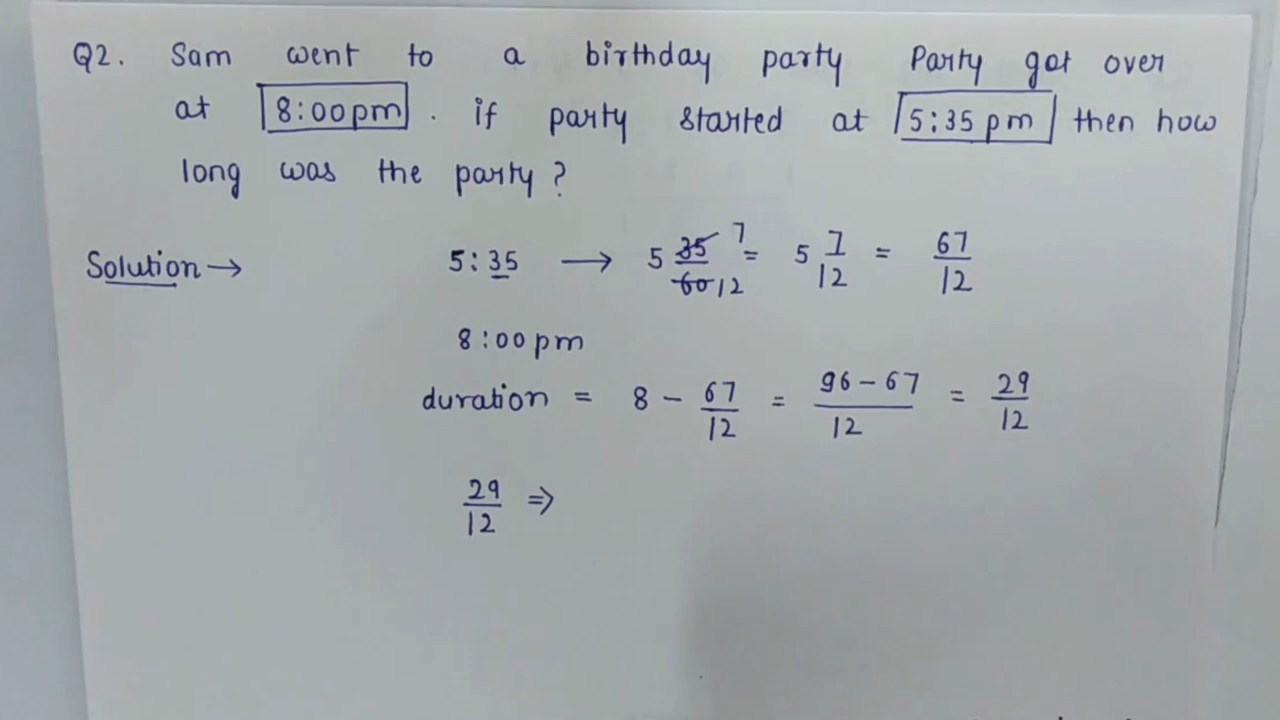 Q2. Sam went to a birthday party Party got over
at 8:00pm. if party started at 5:35 pm then how
long was the party?
Solution→ 5:35 → 5 35/60 7 12 = 5 7/12 = 67/12
8:00pm
duration = 8 - 67/12 = 96-67/12 = 29/12
29/12 ⇒